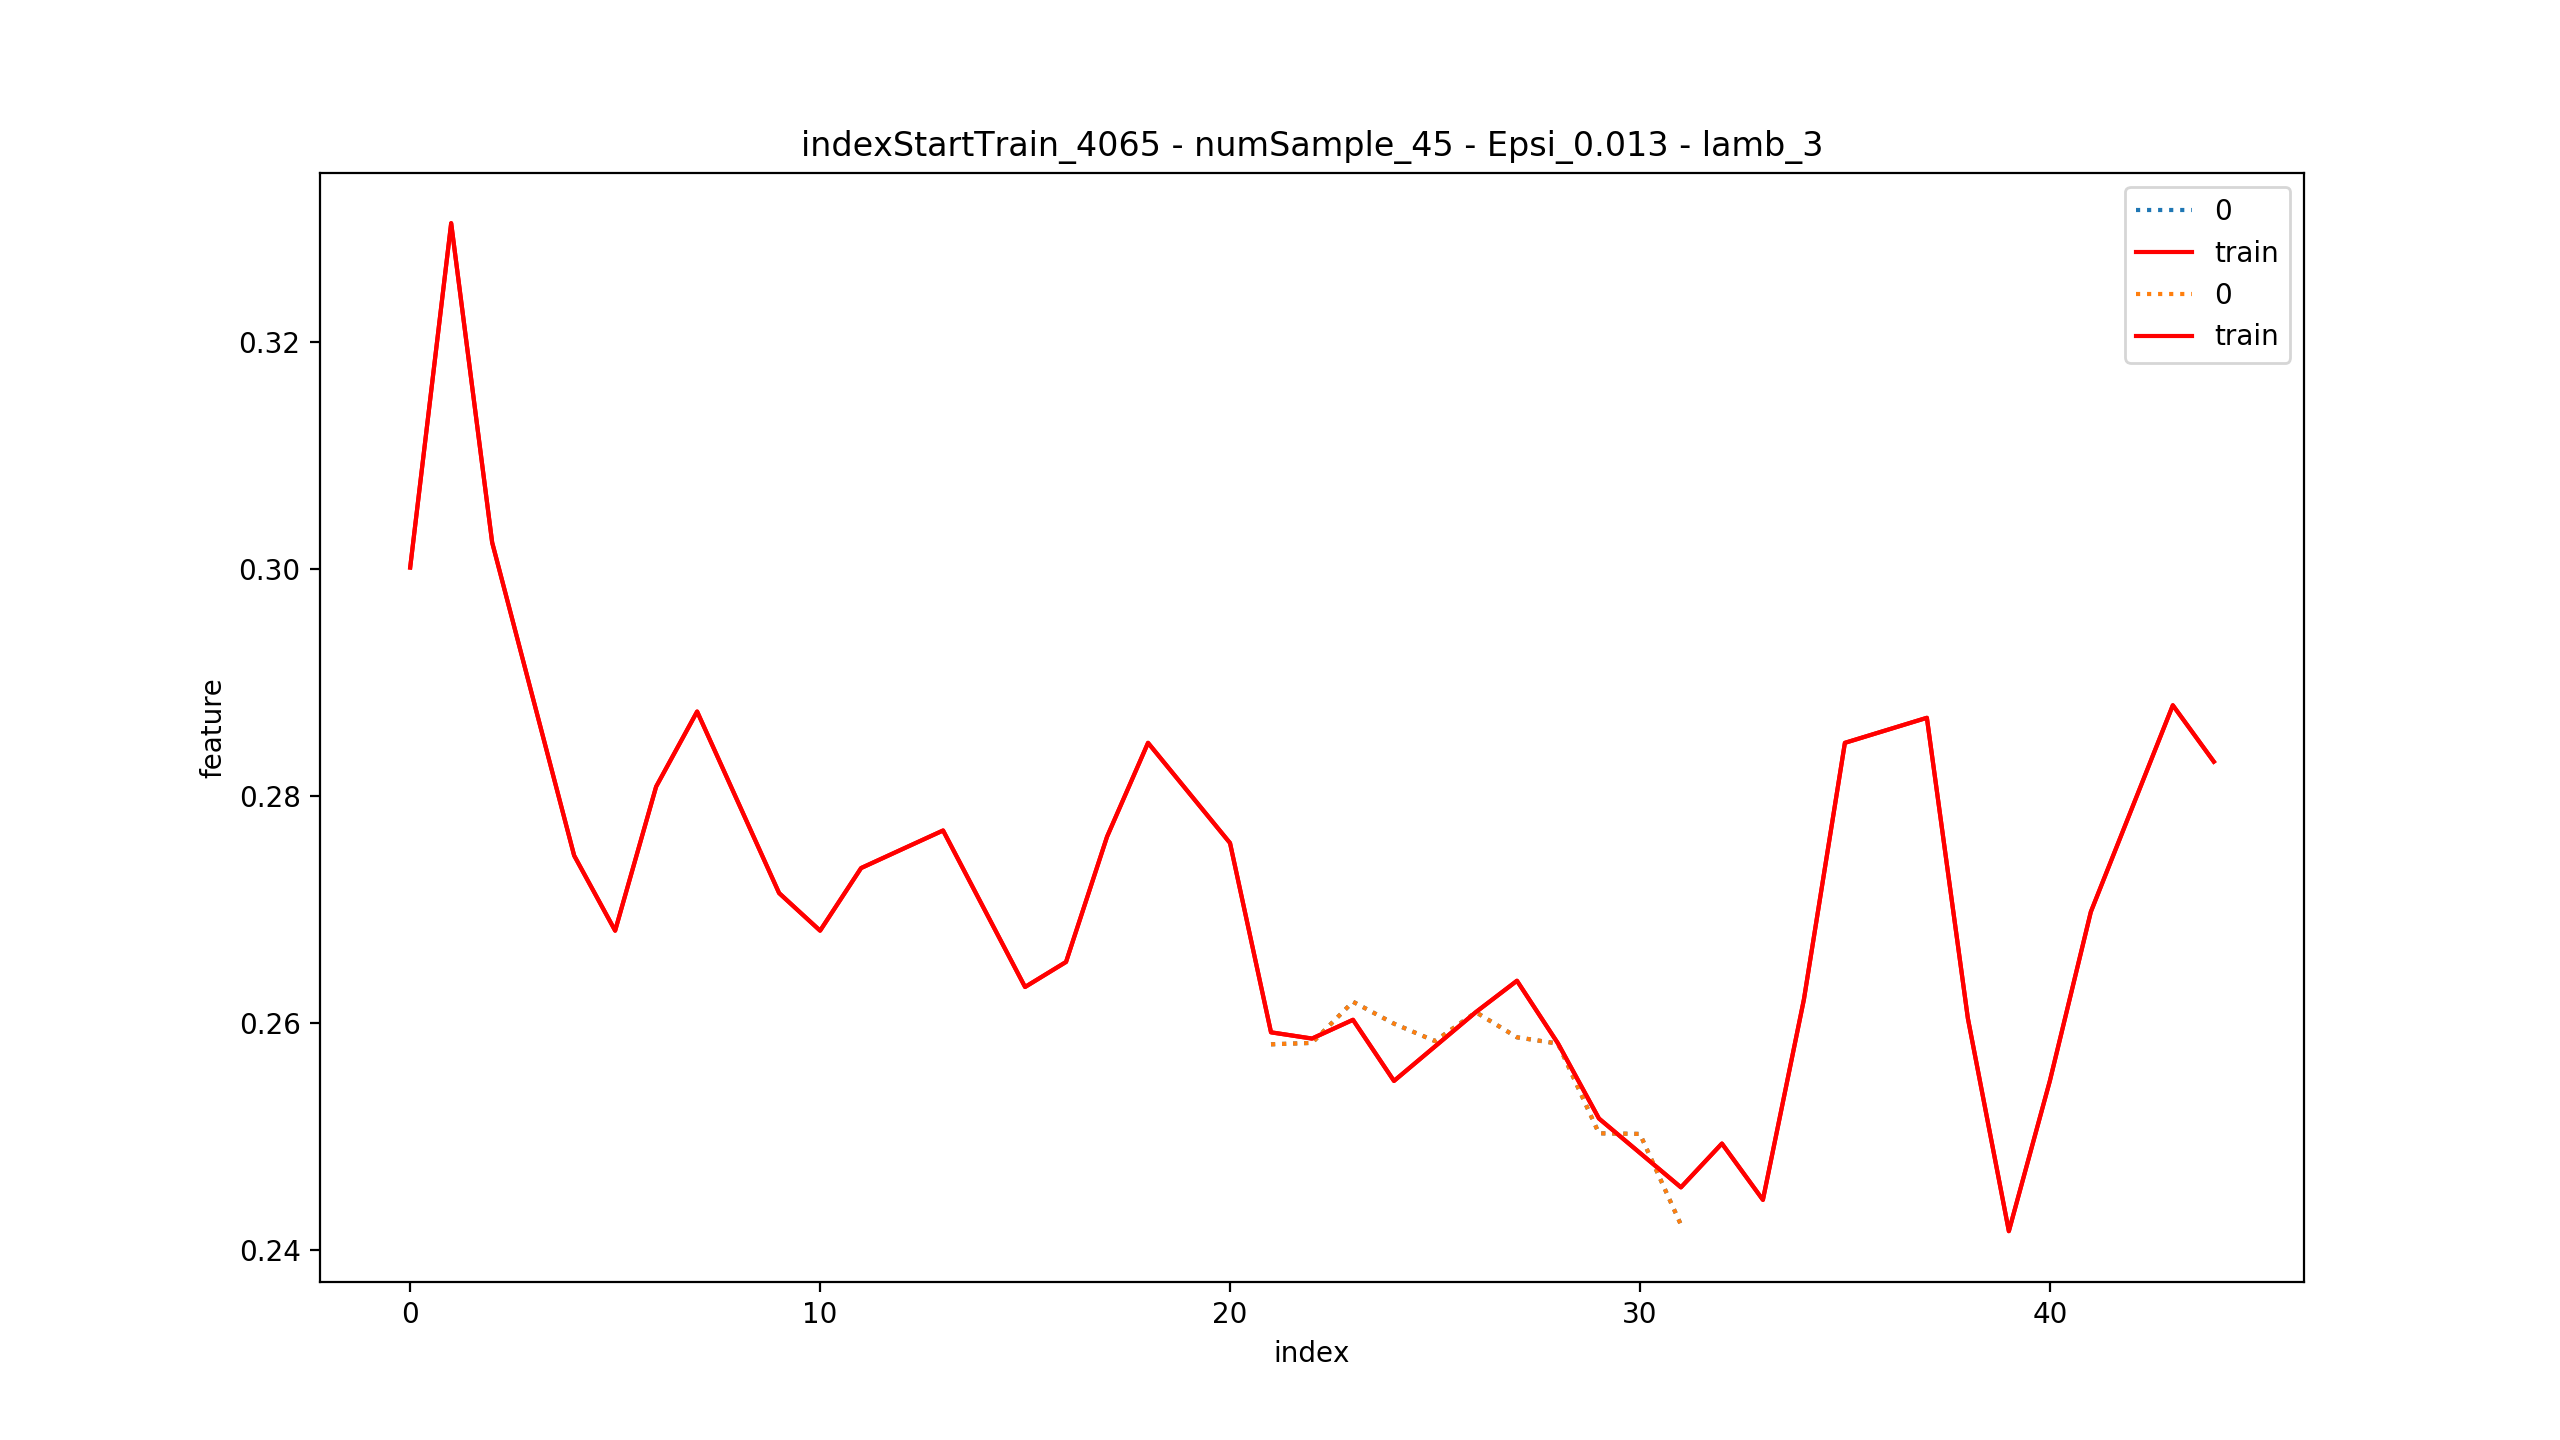 indexStartTrain_4065 - numSample_45 - Epsi_0.013 - lamb_3
0
train
0
train
0.32
0.30
0.28
0.26
0.24
feature
0 10 20 30 40
index